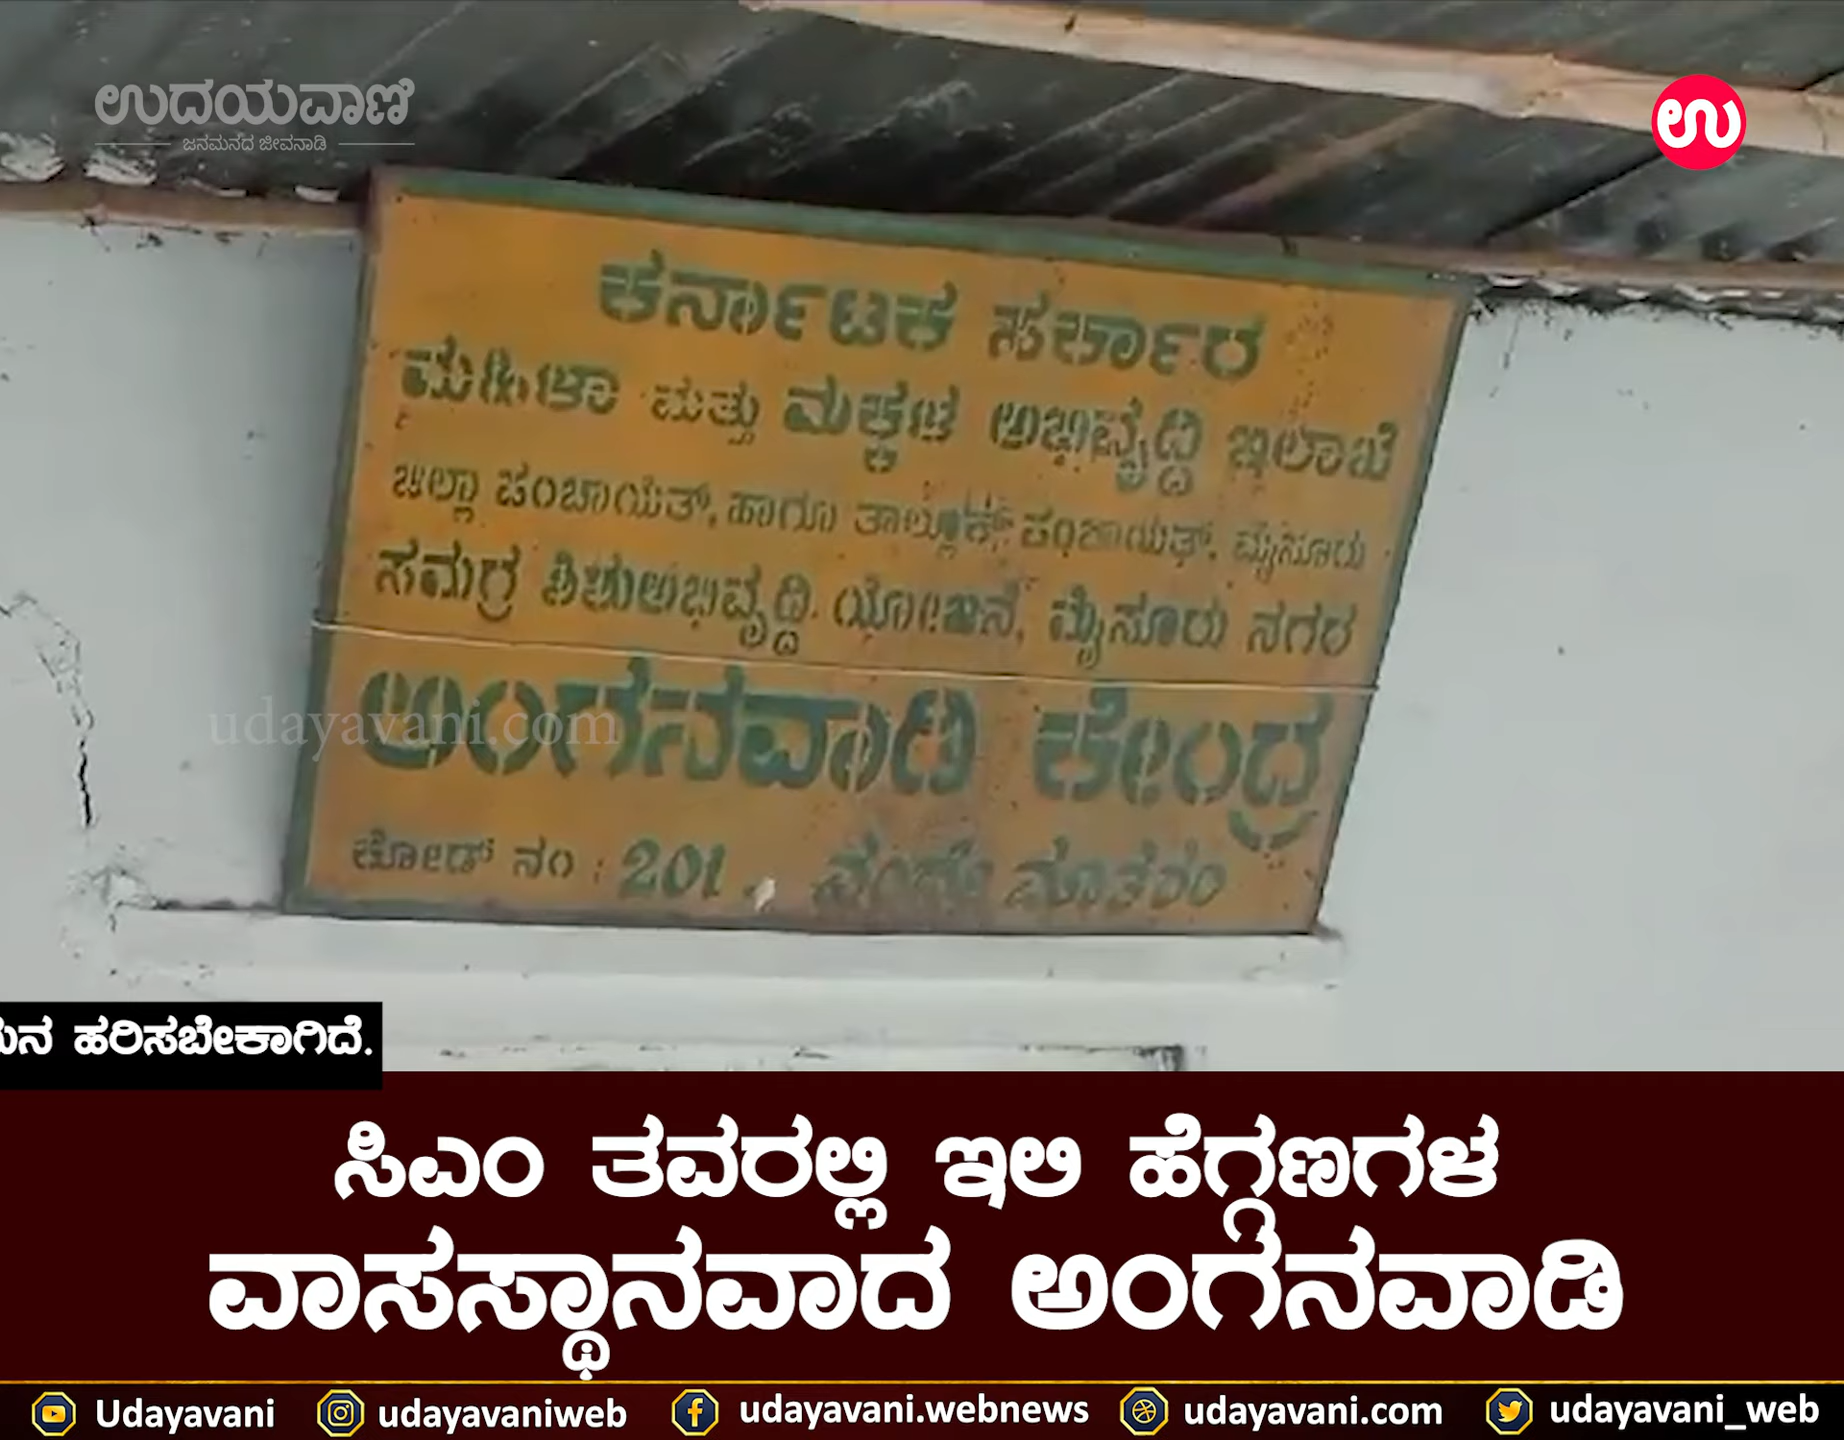 ಉದಯವಾಣಿ
ಜನಮನದ ಜೀವನಾಡಿ
ಉ
ಕರ್ನಾಟಕ ಸರ್ಕಾರ
ಮಹಿಳಾ ಮತ್ತು ಮಕ್ಕಳ ಅಭಿವೃದ್ಧಿ ಇಲಾಖೆ
ಜಿಲ್ಲಾ ಪಂಚಾಯತ್, ಹಾಗೂ ತಾಲ್ಲೂಕ್ ಪಂಚಾಯತ್, ಮೈಸೂರು
ಸಮಗ್ರ ಶಿಶುಅಭಿವೃದ್ಧಿ ಯೋಜನೆ, ಮೈಸೂರು ನಗರ
ಅಂಗನವಾಡಿ ಕೇಂದ್ರ
udayavani.com
ಕೋಡ್ ನಂ : 201 ವಂದೇ ಮಾತರಂ
ಹರಿಸಬೇಕಾಗಿದೆ.
ಸಿಎಂ ತವರಲ್ಲಿ ಇಲಿ ಹೆಗ್ಗಣಗಳ
ವಾಸಸ್ಥಾನವಾದ ಅಂಗನವಾಡಿ
Udayavani udayavaniweb udayavani.webnews udayavani.com udayavani_web